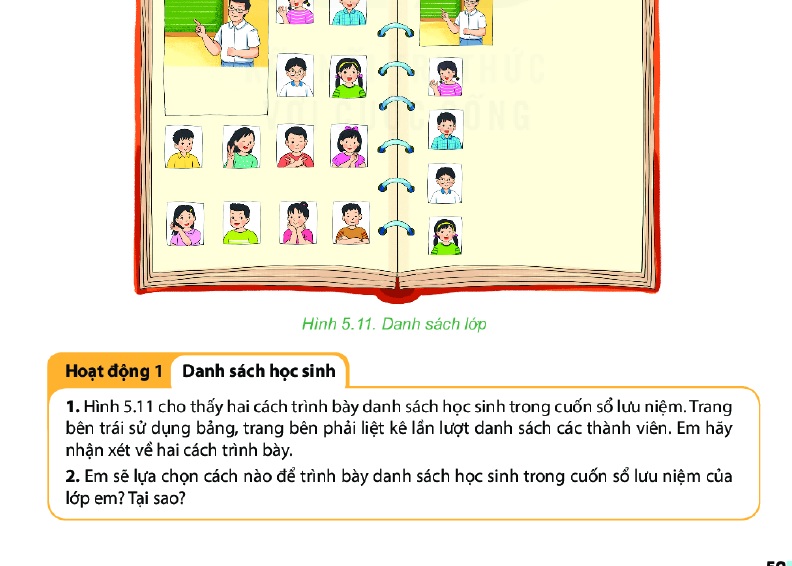 HỨC
Hình 5.11. Danh sách lớp
Hoạt động 1 Danh sách học sinh
1. Hình 5.11 cho thấy hai cách trình bày danh sách học sinh trong cuốn sổ lưu niệm. Trang
bên trái sử dụng bảng, trang bên phải liệt kê lần lượt danh sách các thành viên. Em hãy
nhận xét về hai cách trình bày.
2. Em sẽ lựa chọn cách nào để trình bày danh sách học sinh trong cuốn sổ lưu niệm của
lớp em? Tại sao?